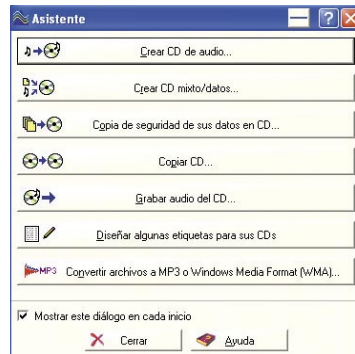 Asistente
Crear CD de audio...
Crear CD mixto/datos...
Copia de seguridad de sus datos en CD...
Copiar CD...
Grabar audio del CD...
Diseñar algunas etiquetas para sus CDs
MP3 Convertir archivos a MP3 o Windows Media Format (WMA)...
Mostrar este diálogo en cada inicio
Cerrar Ayuda